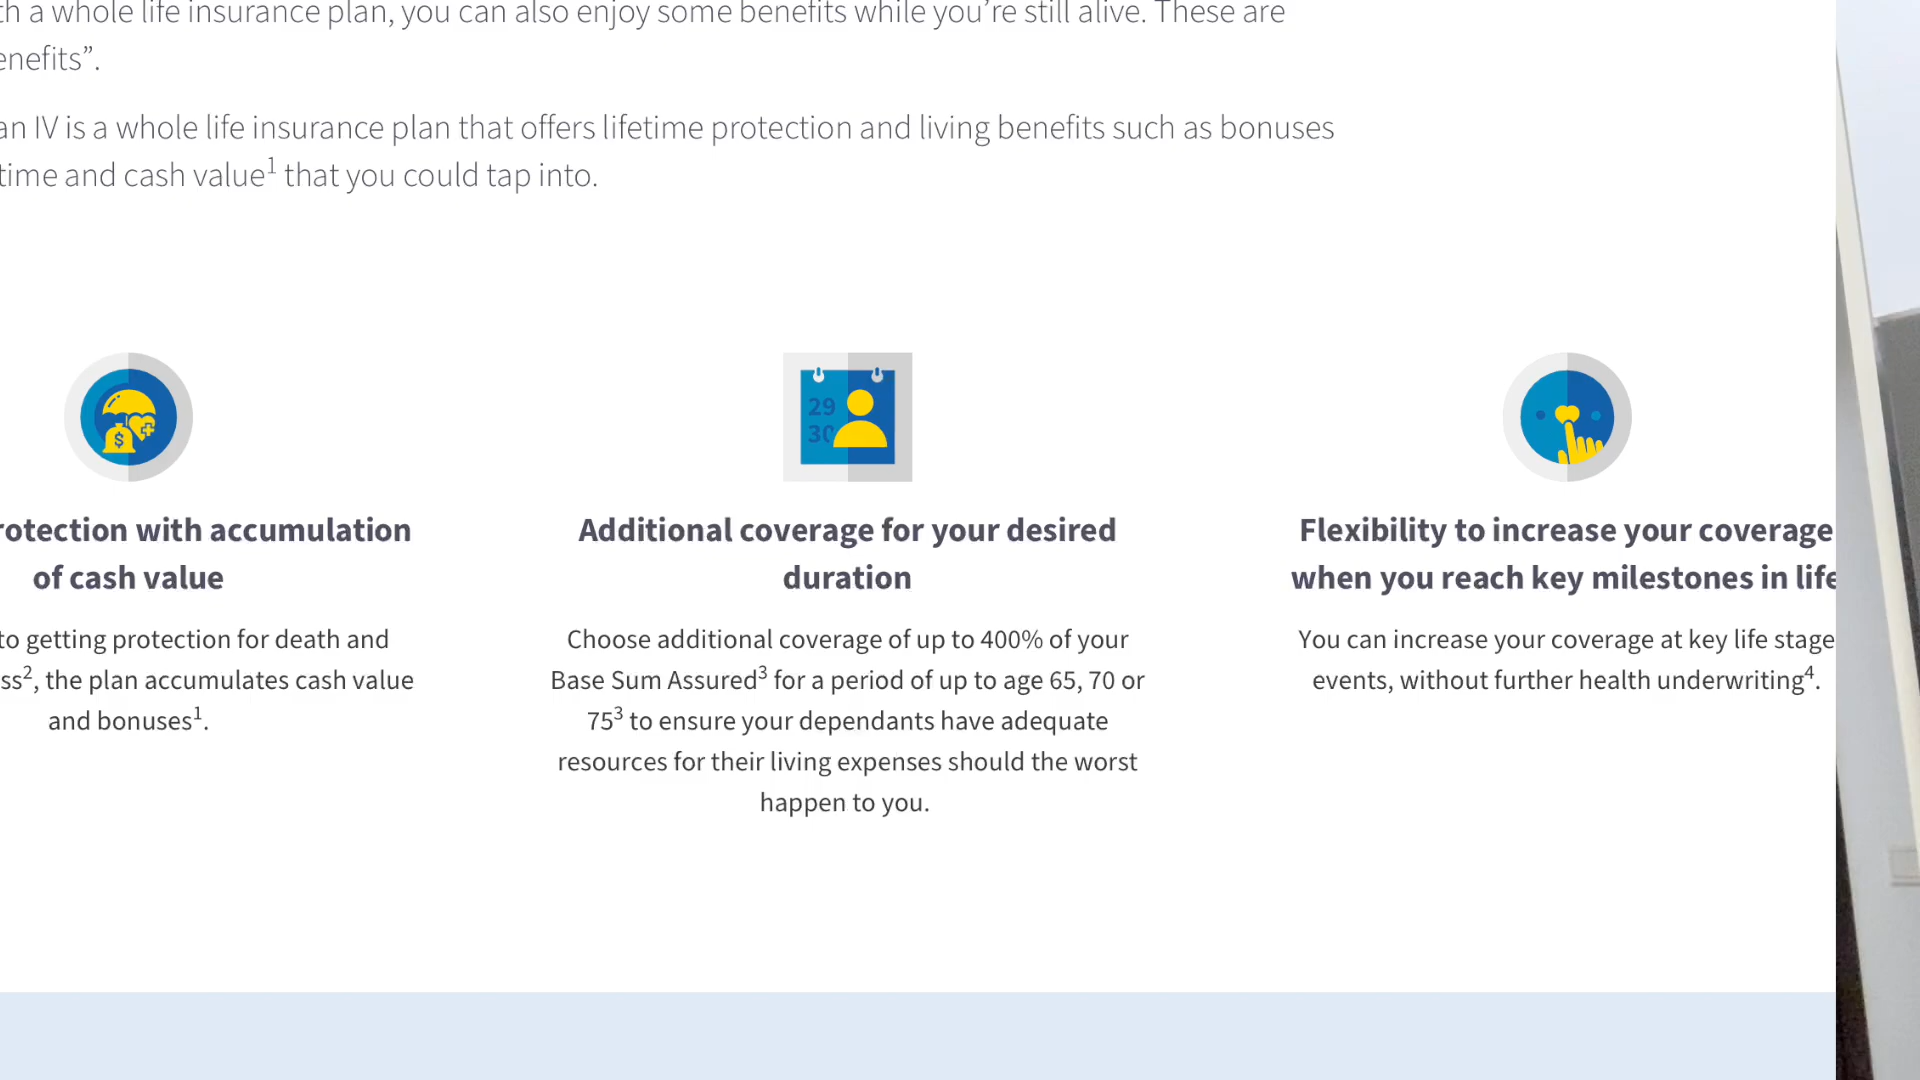 a whole life insurance plan, you can also enjoy some benefits while you’re still alive. These are
enefits”.
an IV is a whole life insurance plan that offers lifetime protection and living benefits such as bonuses
time and cash value1 that you could tap into.
29
30
$
rotection with accumulation
of cash value
to getting protection for death and
ss2, the plan accumulates cash value
and bonuses1.
Additional coverage for your desired
duration
Choose additional coverage of up to 400% of your
Base Sum Assured3 for a period of up to age 65, 70 or
753 to ensure your dependants have adequate
resources for their living expenses should the worst
happen to you.
Flexibility to increase your coverage
when you reach key milestones in life
You can increase your coverage at key life stage
events, without further health underwriting4.